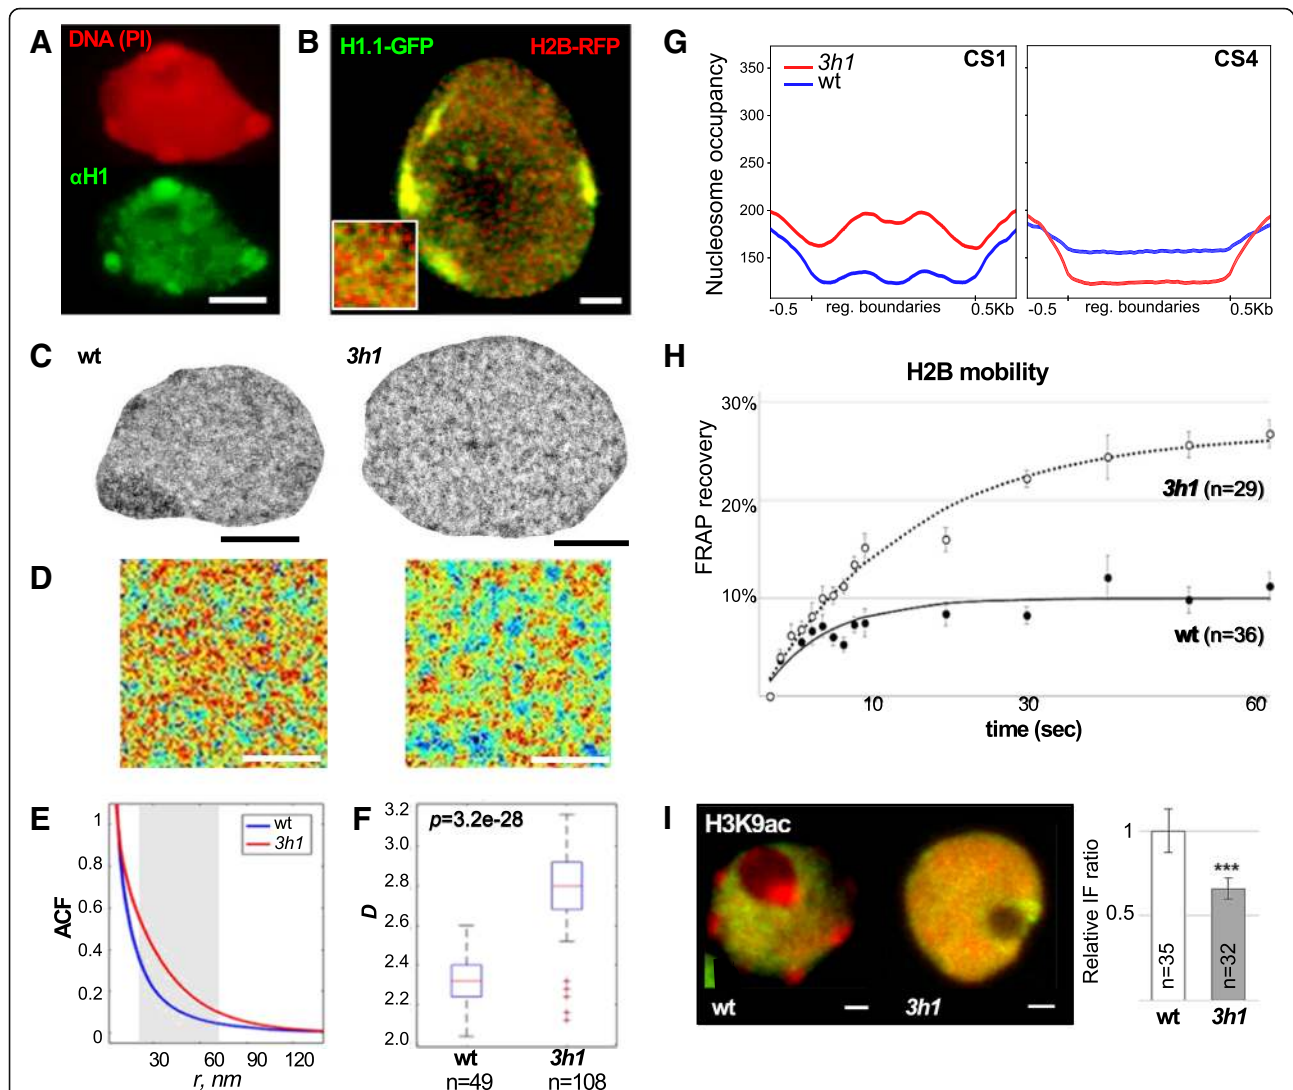 A
DNA (PI)
αH1
B
H1.1-GFP
H2B-RFP
C
wt
3h1
D
E
ACF
1
0.8
0.6
0.4
0.2
0
wt
3h1
30
60
90
120
r, nm
F
D
3.2
3.0
2.8
2.6
2.4
2.2
2.0
p=3.2e-28
wt
3h1
n=49
n=108
G
Nucleosome occupancy
350
300
250
200
150
3h1
wt
CS1
CS4
-0.5
reg. boundaries
0.5Kb
-0.5
reg. boundaries
0.5Kb
H
H2B mobility
FRAP recovery
30%
20%
10%
3h1 (n=29)
wt (n=36)
10
30
60
time (sec)
I
H3K9ac
wt
3h1
Relative IF ratio
1
0.5
***
n=35
n=32
wt
3h1